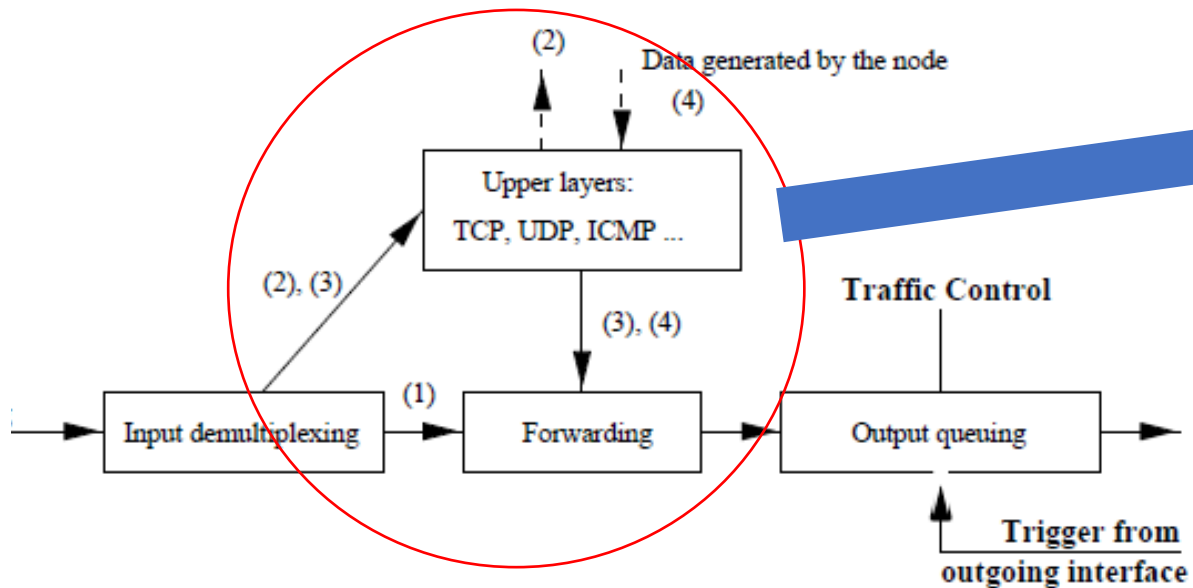 (2)
Data generated by the node
(4)
Upper layers:
TCP, UDP, ICMP ...
(2), (3)
(3), (4)
Traffic Control
(1)
Input demultiplexing
Forwarding
Output queuing
Trigger from
outgoing interface